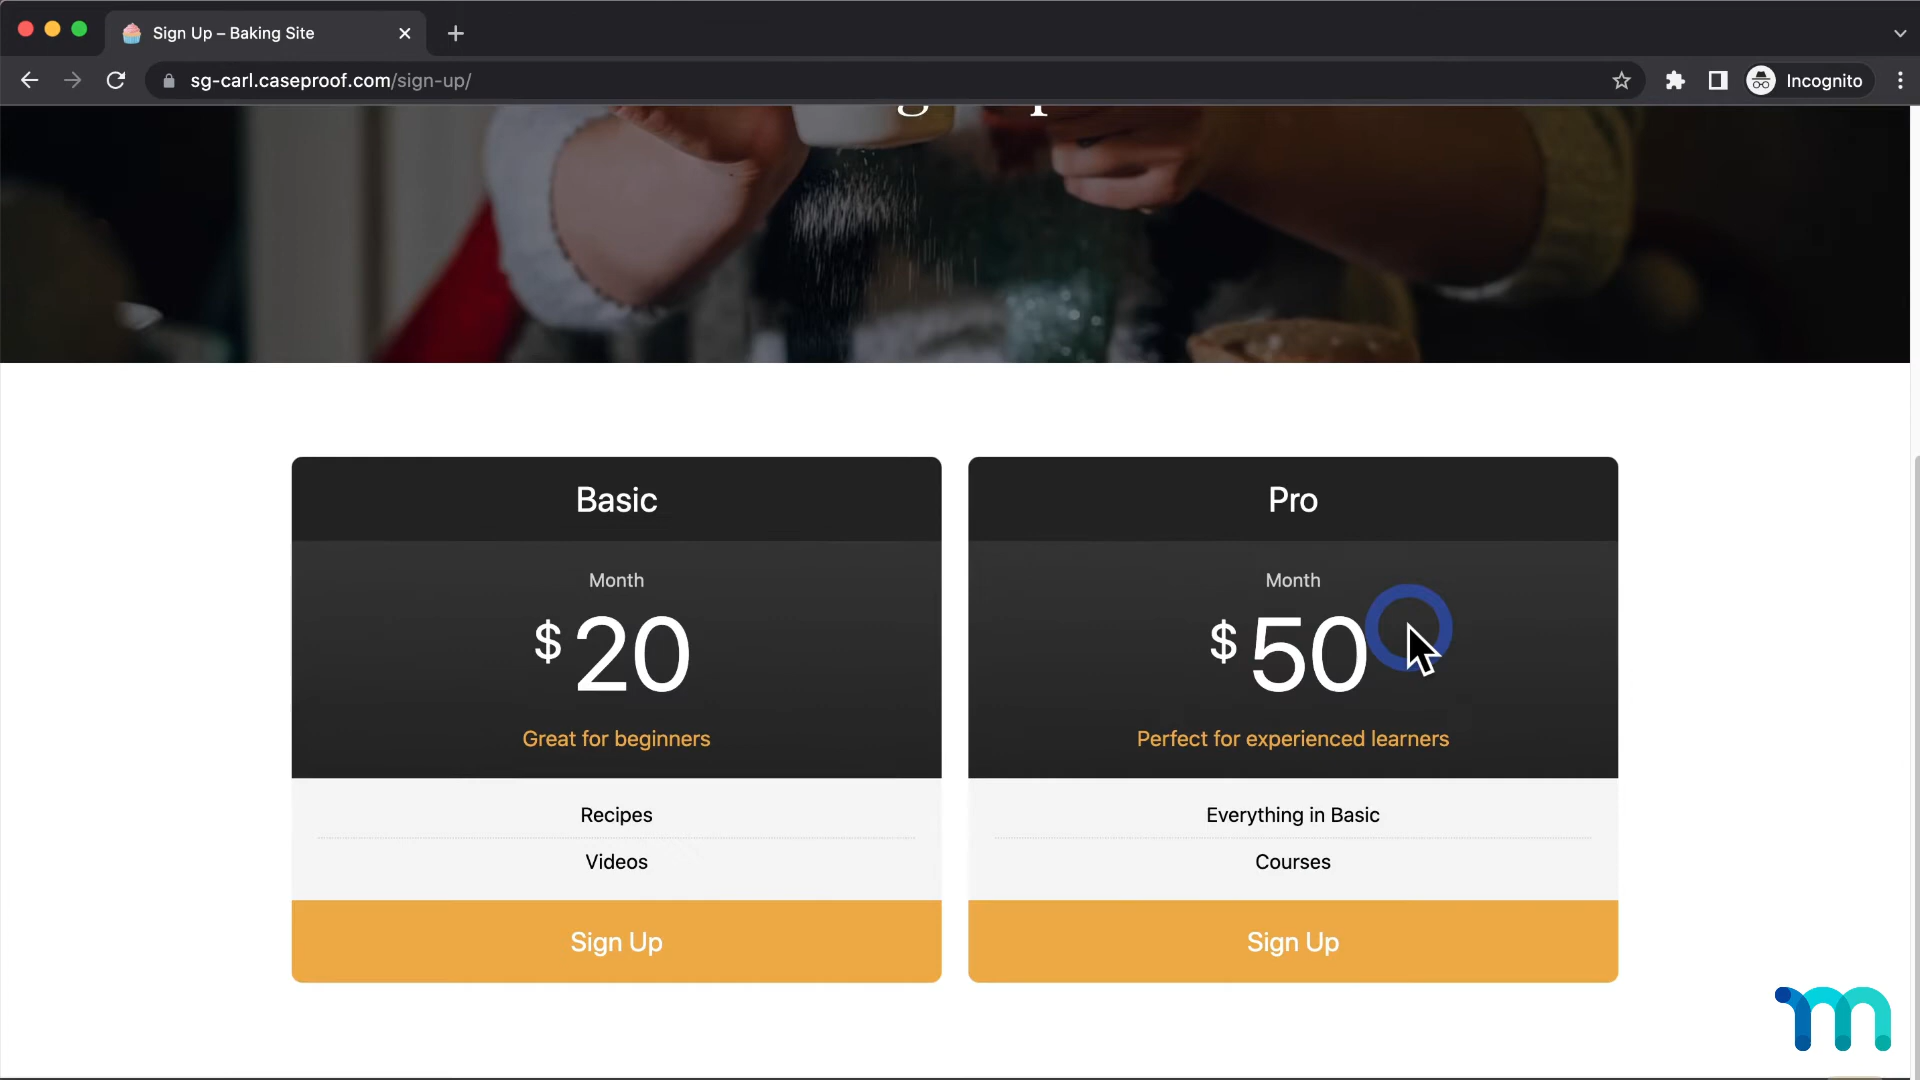 Sign Up – Baking Site
sg-carl.caseproof.com/sign-up/
Incognito
Basic
Month
$20
Great for beginners
Recipes
Videos
Sign Up
Pro
Month
$50
Perfect for experienced learners
Everything in Basic
Courses
Sign Up
m